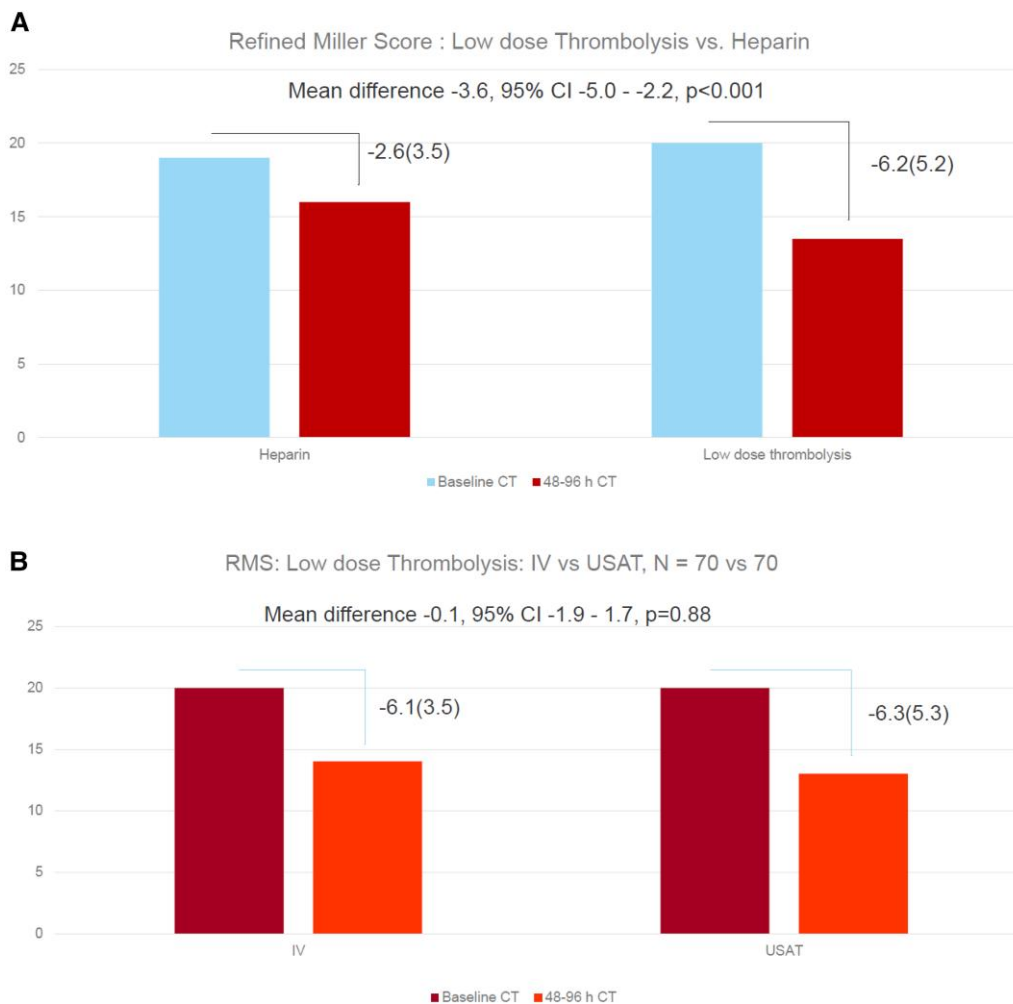 A
Refined Miller Score : Low dose Thrombolysis vs. Heparin
25
Mean difference -3.6, 95% CI -5.0 - -2.2, p<0.001
20
-2.6(3.5)
-6.2(5.2)
15
10
5
0
Heparin
Low dose thrombolysis
Baseline CT
48-96 h CT
B
RMS: Low dose Thrombolysis: IV vs USAT, N = 70 vs 70
Mean difference -0.1, 95% CI -1.9 - 1.7, p=0.88
25
20
-6.1(3.5)
-6.3(5.3)
15
10
5
0
IV
USAT
Baseline CT
48-96 h CT